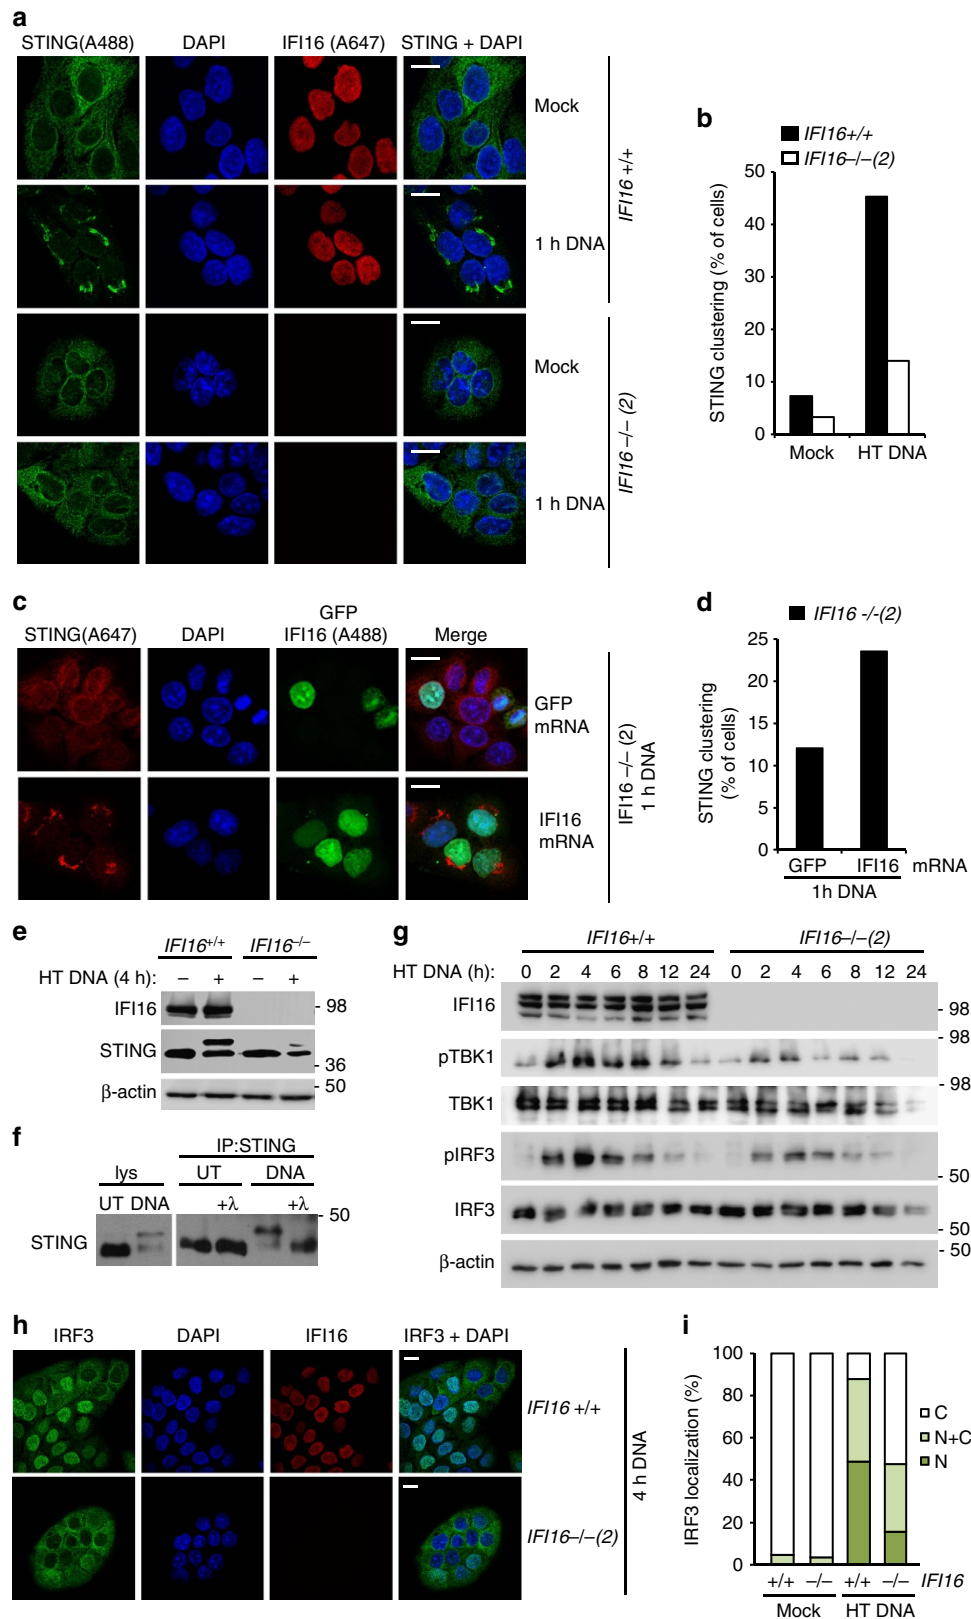 a
STING(A488) DAPI IFI16 (A647) STING + DAPI
Mock
1 h DNA
IFI16 +/+
Mock
1 h DNA
IFI16 –/– (2)
b
IFI16+/+
IFI16–/–(2)
STING clustering (% of cells)
50
40
30
20
10
0
Mock HT DNA
c
STING(A647) DAPI GFP IFI16 (A488) Merge
GFP mRNA
IFI16 mRNA
IFI16 –/– (2)
1 h DNA
d
IFI16 -/-(2)
STING clustering
(% of cells)
25
20
15
10
5
0
GFP IFI16 mRNA
1h DNA
e
IFI16+/+ IFI16–/–
HT DNA (4 h): – + – +
IFI16 - 98
STING - 36
β-actin - 50
f
IP:STING
lys UT DNA
UT DNA +λ +λ
- 50
STING
g
IFI16+/+ IFI16–/–(2)
HT DNA (h): 0 2 4 6 8 12 24 0 2 4 6 8 12 24
IFI16 - 98
pTBK1 - 98
TBK1 - 98
pIRF3 - 50
IRF3 - 50
β-actin - 50
h
IRF3 DAPI IFI16 IRF3 + DAPI
IFI16 +/+
IFI16–/–(2)
4 h DNA
i
IRF3 localization (%)
100
80
60
40
20
0
C
N+C
N
+/+ –/– +/+ –/– IFI16
Mock HT DNA